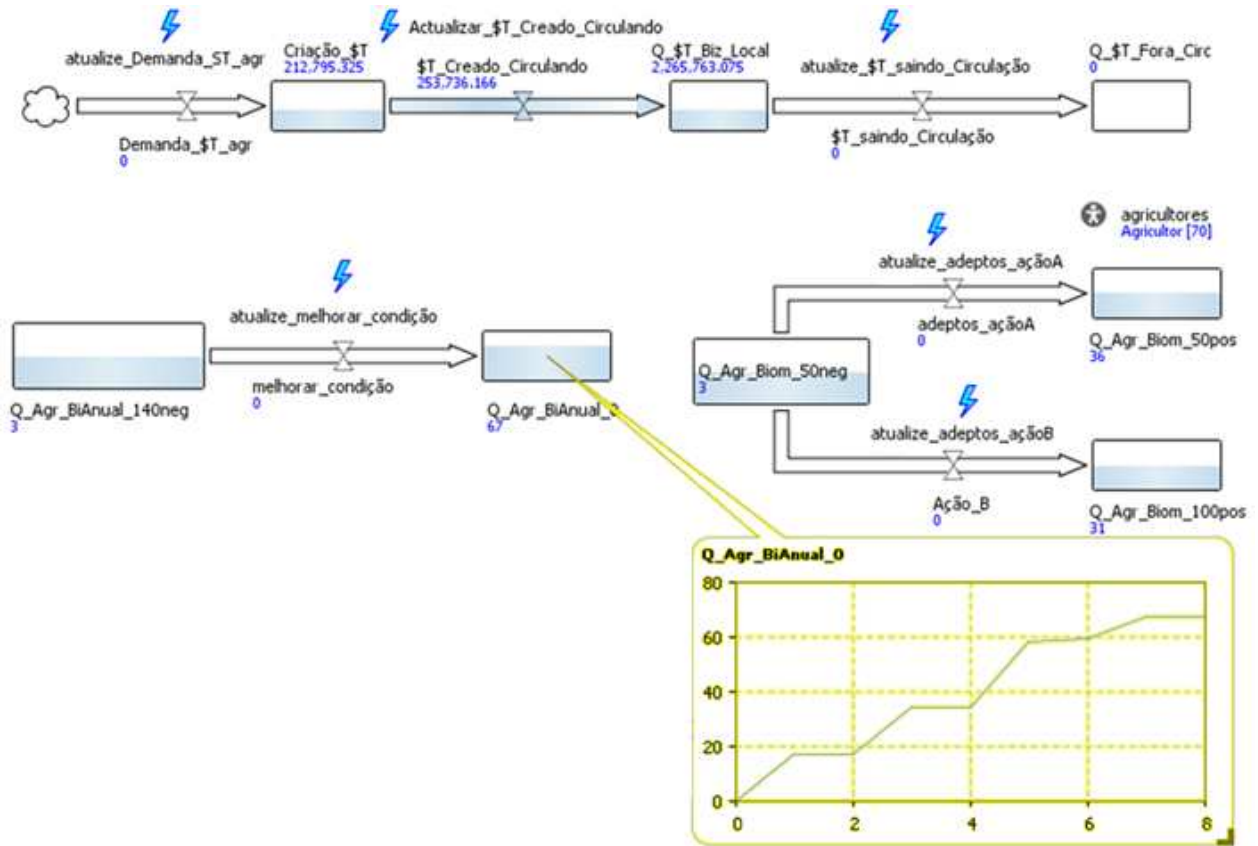 Actualizar_$T_Creado_Circulando
atualize_Demanda_ST_agr
Criação_$T
212,795.325
$T_Creado_Circulando
253,736.166
Q_$T_Biz_Local
2,265,763.075
atualize_$T_saindo_Circulação
Q_$T_Fora_Circ
0
Demanda_$T_agr
0
$T_saindo_Circulação
0
agricultores
Agricultor [70]
atualize_adeptos_açãoA
adeptos_açãoA
0
Q_Agr_Biom_50pos
36
atualize_melhorar_condição
melhorar_condição
0
Q_Agr_BiAnual_140neg
3
Q_Agr_BiAnual_0
67
Q_Agr_Biom_50neg
3
atualize_adeptos_açãoB
Ação_B
0
Q_Agr_Biom_100pos
31
Q_Agr_BiAnual_0
80
60
40
20
0
0 2 4 6 8